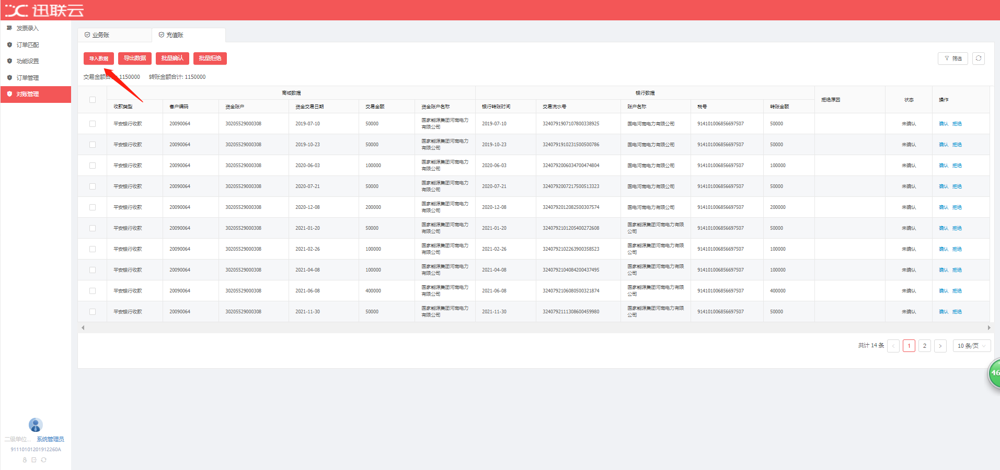 迅联云
发票录入
订单匹配
功能设置
订单管理
对账管理
业务账 充值账
导入数据 导出数据 批量确认 批量拒绝 筛选
交易金额合计: 1150000 转账金额合计: 1150000
商城数据 银行数据 拒绝原因 状态 操作
收款类型 客户编码 资金账户 资金交易日期 交易金额 资金账户名称 银行转账时间 交易流水号 账户名称 税号 转账金额
平安银行收款 20090064 30205529000308 2019-07-10 50000 国家能源集团河南电力有限公司 2019-07-10 3240791907107800338925 国电河南电力有限公司 914101006856697507 50000 未确认 确认 拒绝
平安银行收款 20090064 30205529000308 2019-10-23 50000 国家能源集团河南电力有限公司 2019-10-23 3240791910231500500786 国电河南电力有限公司 914101006856697507 50000 未确认 确认 拒绝
平安银行收款 20090064 30205529000308 2020-06-03 100000 国家能源集团河南电力有限公司 2020-06-03 3240792006034700474804 国电河南电力有限公司 914101006856697507 100000 未确认 确认 拒绝
平安银行收款 20090064 30205529000308 2020-07-21 50000 国家能源集团河南电力有限公司 2020-07-21 3240792007217500513323 国电河南电力有限公司 914101006856697507 50000 未确认 确认 拒绝
平安银行收款 20090064 30205529000308 2020-12-08 200000 国家能源集团河南电力有限公司 2020-12-08 3240792012082500307574 国电河南电力有限公司 914101006856697507 200000 未确认 确认 拒绝
平安银行收款 20090064 30205529000308 2021-01-20 50000 国家能源集团河南电力有限公司 2021-01-20 3240792101205400272608 国家能源集团河南电力有限公司 914101006856697507 50000 未确认 确认 拒绝
平安银行收款 20090064 30205529000308 2021-02-26 100000 国家能源集团河南电力有限公司 2021-02-26 3240792102263900358523 国家能源集团河南电力有限公司 914101006856697507 100000 未确认 确认 拒绝
平安银行收款 20090064 30205529000308 2021-04-08 100000 国家能源集团河南电力有限公司 2021-04-08 3240792104084200437495 国家能源集团河南电力有限公司 914101006856697507 100000 未确认 确认 拒绝
平安银行收款 20090064 30205529000308 2021-06-08 400000 国家能源集团河南电力有限公司 2021-06-08 3240792106080500321874 国家能源集团河南电力有限公司 914101006856697507 400000 未确认 确认 拒绝
平安银行收款 20090064 30205529000308 2021-11-30 50000 国家能源集团河南电力有限公司 2021-11-30 3240792111308600459980 国家能源集团河南电力有限公司 914101006856697507 50000 未确认 确认 拒绝
共计 14 条 1 2 10 条/页
46
二级单位... 系统管理员
91110101201912260A